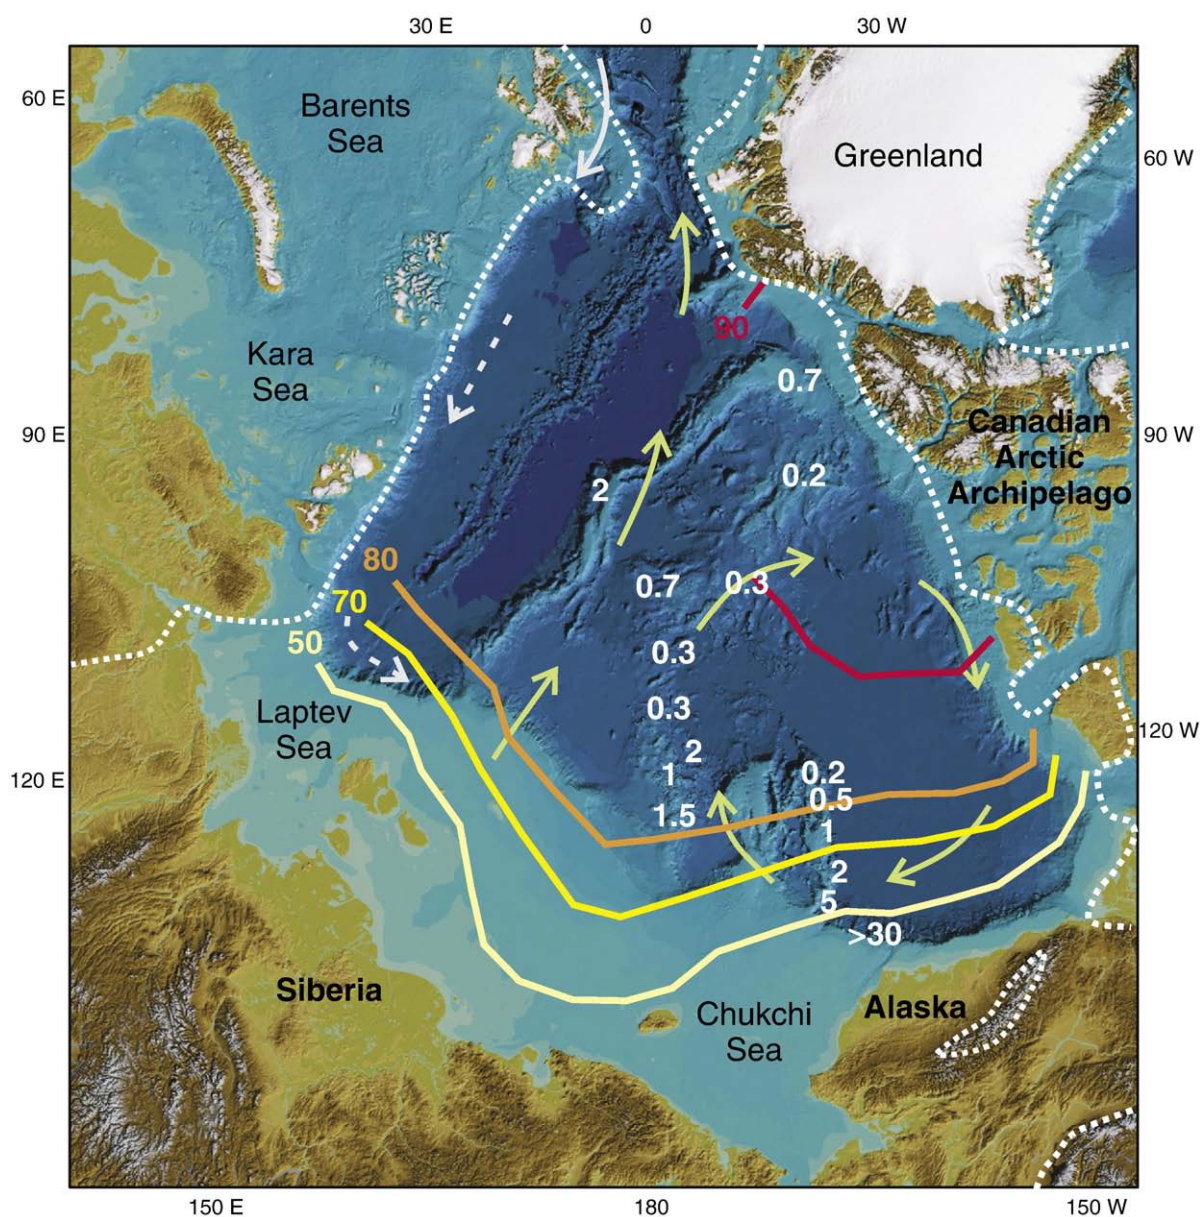 30 E 0 30 W
60 E
Barents
Sea
Greenland
60 W
90
Kara
Sea
0.7
90 E
Canadian
Arctic
Archipelago
90 W
0.2
2
80
0.7
0.3
70
50
0.3
Laptev
Sea
0.3
120 W
2
1
0.2
120 E
0.5
1.5
1
2
5
>30
Siberia
Chukchi
Sea
Alaska
150 E 180 150 W